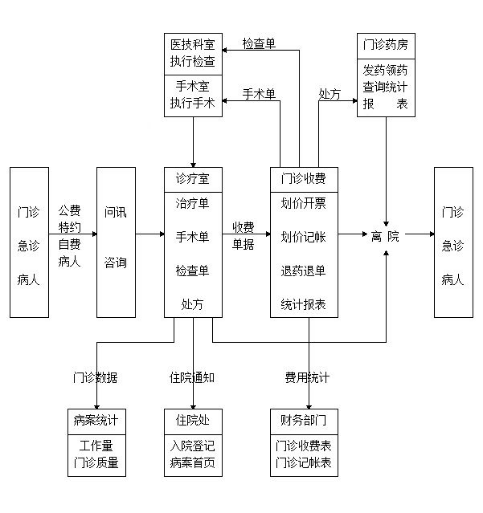 医技科室
执行检查
手术室
执行手术
检查单
手术单
处方
门诊药房
发药领药
查询统计
报 表
门诊
急诊
病人
公费
特约
自费
病人
问讯
咨询
诊疗室
治疗单
手术单
检查单
处方
收费
单据
门诊收费
划价开票
划价记帐
退药退单
统计报表
离 院
门诊
急诊
病人
门诊数据
住院通知
费用统计
病案统计
工作量
门诊质量
住院处
入院登记
病案首页
财务部门
门诊收费表
门诊记帐表